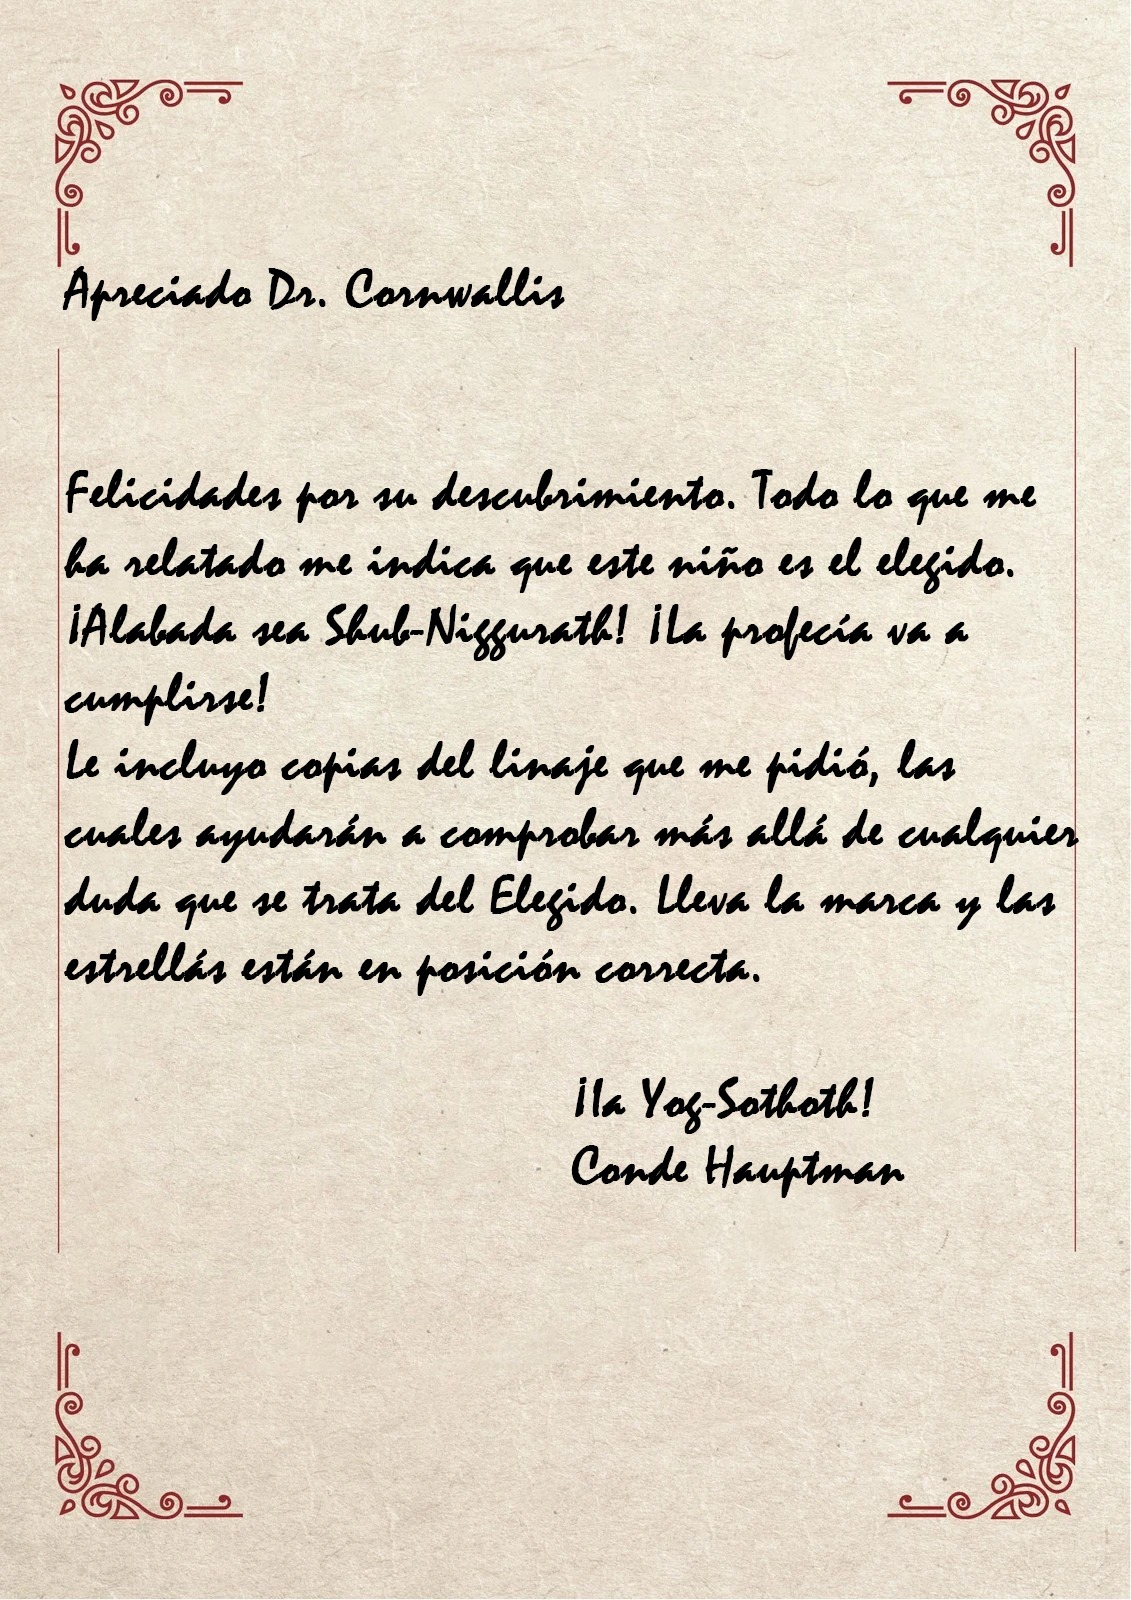 Apreciado Dr. Cornwallis
Felicidades por su descubrimiento. Todo lo que me
ha relatado me indica que este niño es el elegido.
¡Alabada sea Shub-Niggurath! ¡La profecía va a
cumplirse!
Le incluyo copias del linaje que me pidió, las
cuales ayudarán a comprobar más allá de cualquier
duda que se trata del Elegido. Lleva la marca y las
estrellás están en posición correcta.
¡Ia Yog-Sothoth!
Conde Hauptman